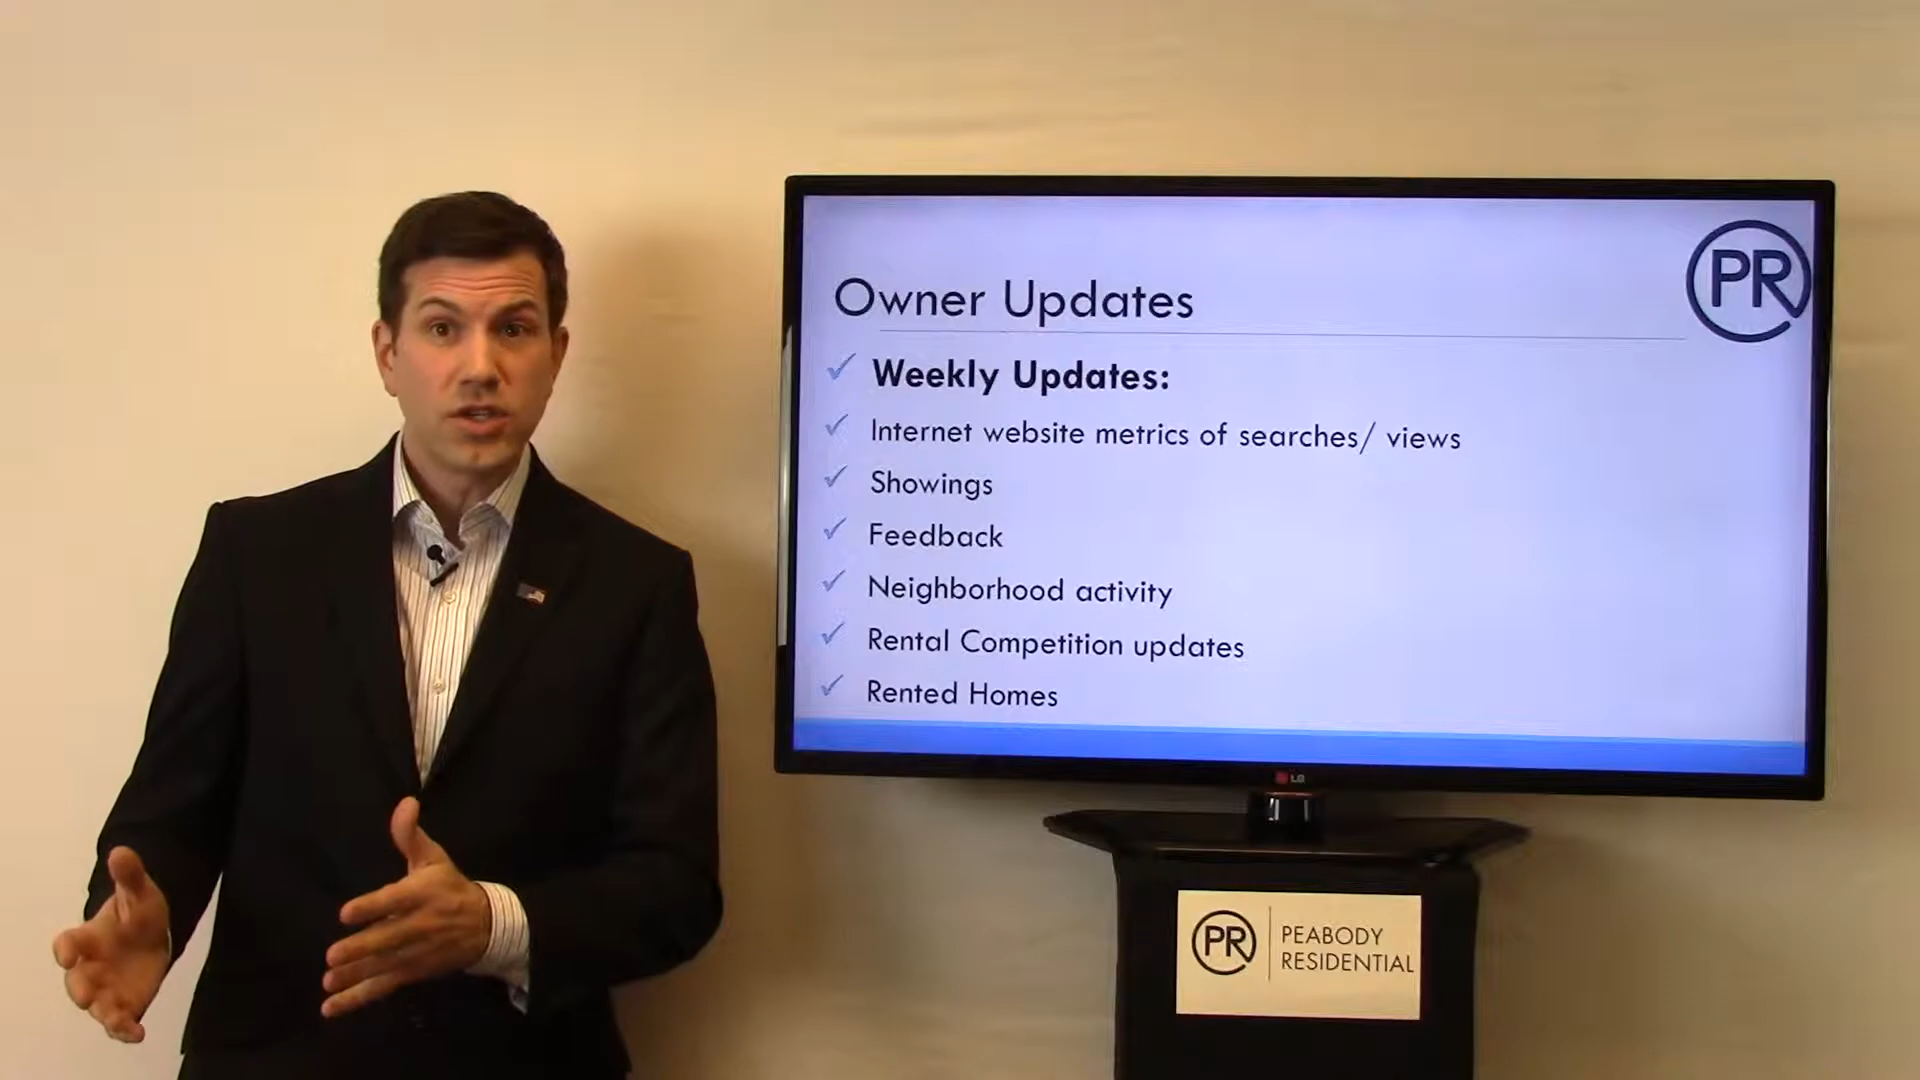 PR
Owner Updates
Weekly Updates:
Internet website metrics of searches/ views
Showings
Feedback
Neighborhood activity
Rental Competition updates
Rented Homes
LG
PR
PEABODY
RESIDENTIAL